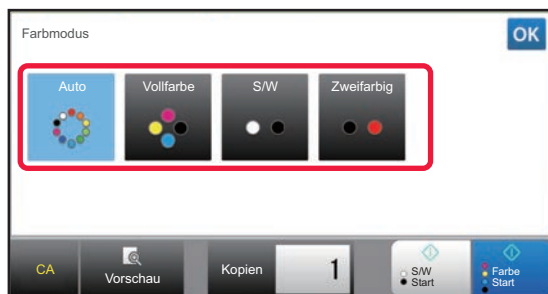 Farbmodus
OK
Auto
Vollfarbe
S/W
Zweifarbig
CA
Vorschau
Kopien
1
S/W
Start
Farbe
Start